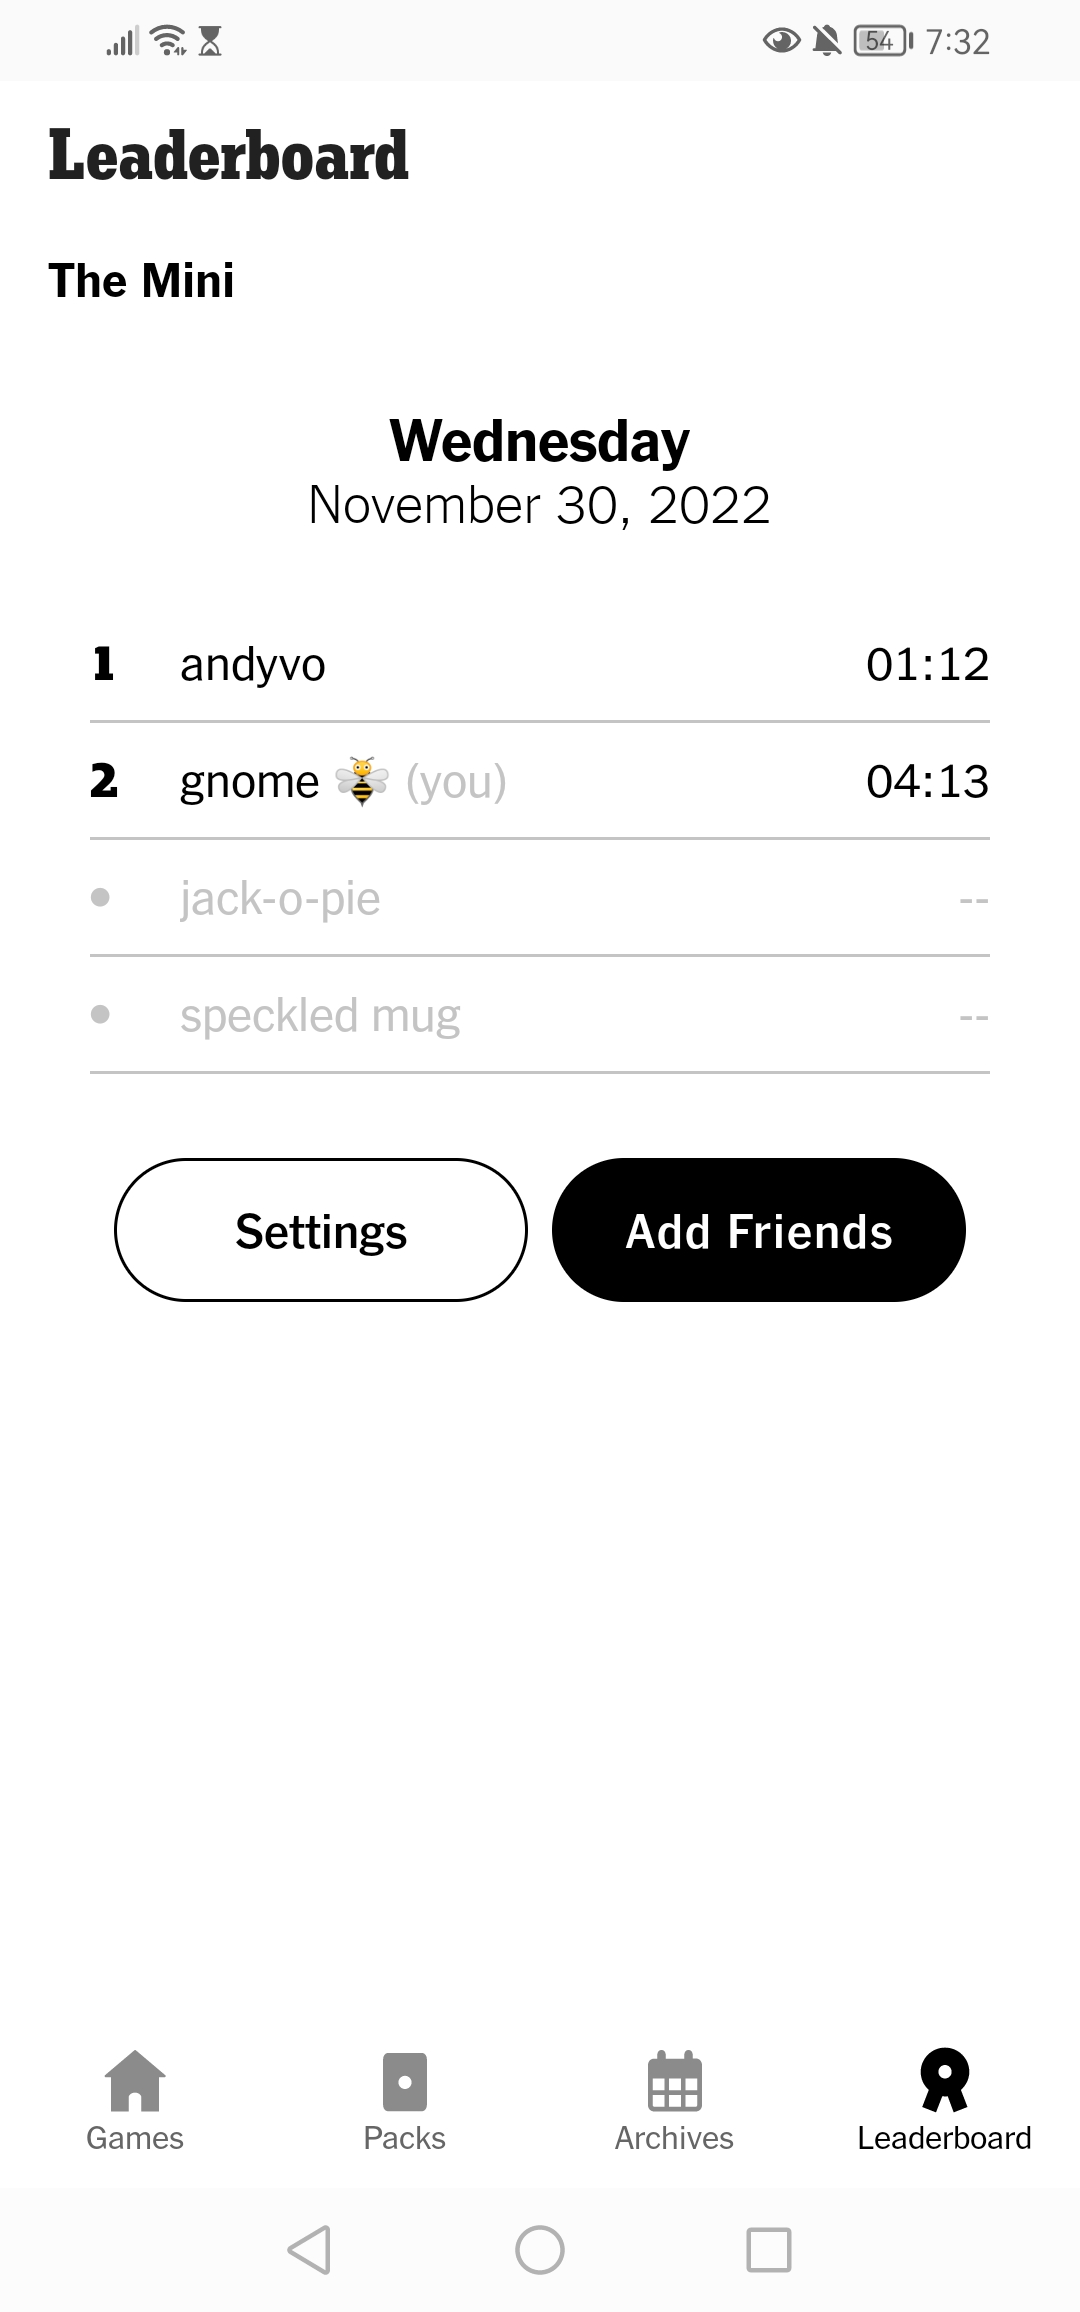 54 7:32
Leaderboard
The Mini
Wednesday
November 30, 2022
1 andyvo 01:12
2 gnome 🐝 (you) 04:13
• jack-o-pie --
• speckled mug --
Settings Add Friends
Games Packs Archives Leaderboard